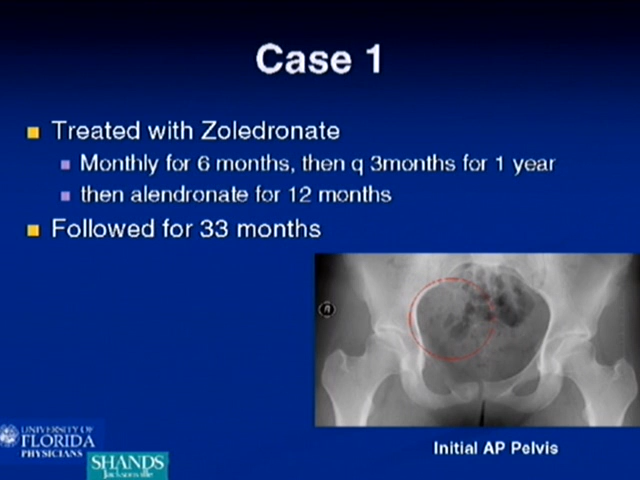 Case 1
Treated with Zoledronate
Monthly for 6 months, then q 3months for 1 year
then alendronate for 12 months
Followed for 33 months
R
Initial AP Pelvis
UNIVERSITY OF
FLORIDA
PHYSICIANS
SHANDS
Jacksonville